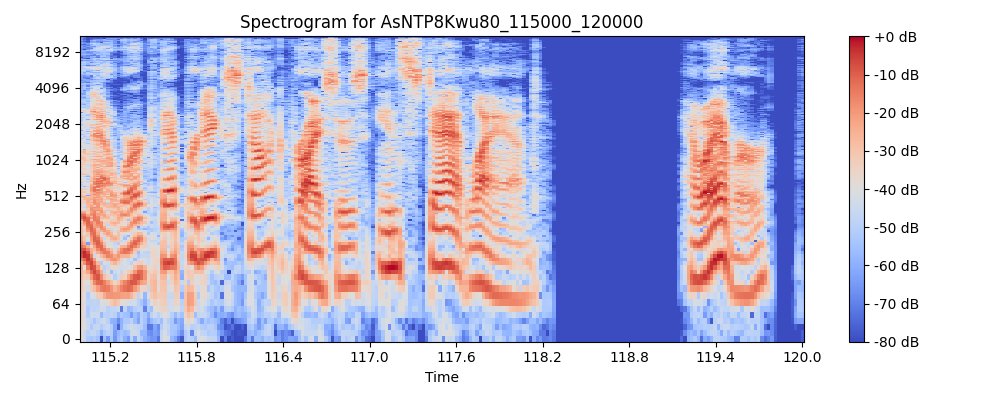 Spectrogram for AsNTP8Kwu80_115000_120000
Hz
8192
4096
2048
1024
512
256
128
64
0
115.2 115.8 116.4 117.0 117.6 118.2 118.8 119.4 120.0
Time
+0 dB
-10 dB
-20 dB
-30 dB
-40 dB
-50 dB
-60 dB
-70 dB
-80 dB